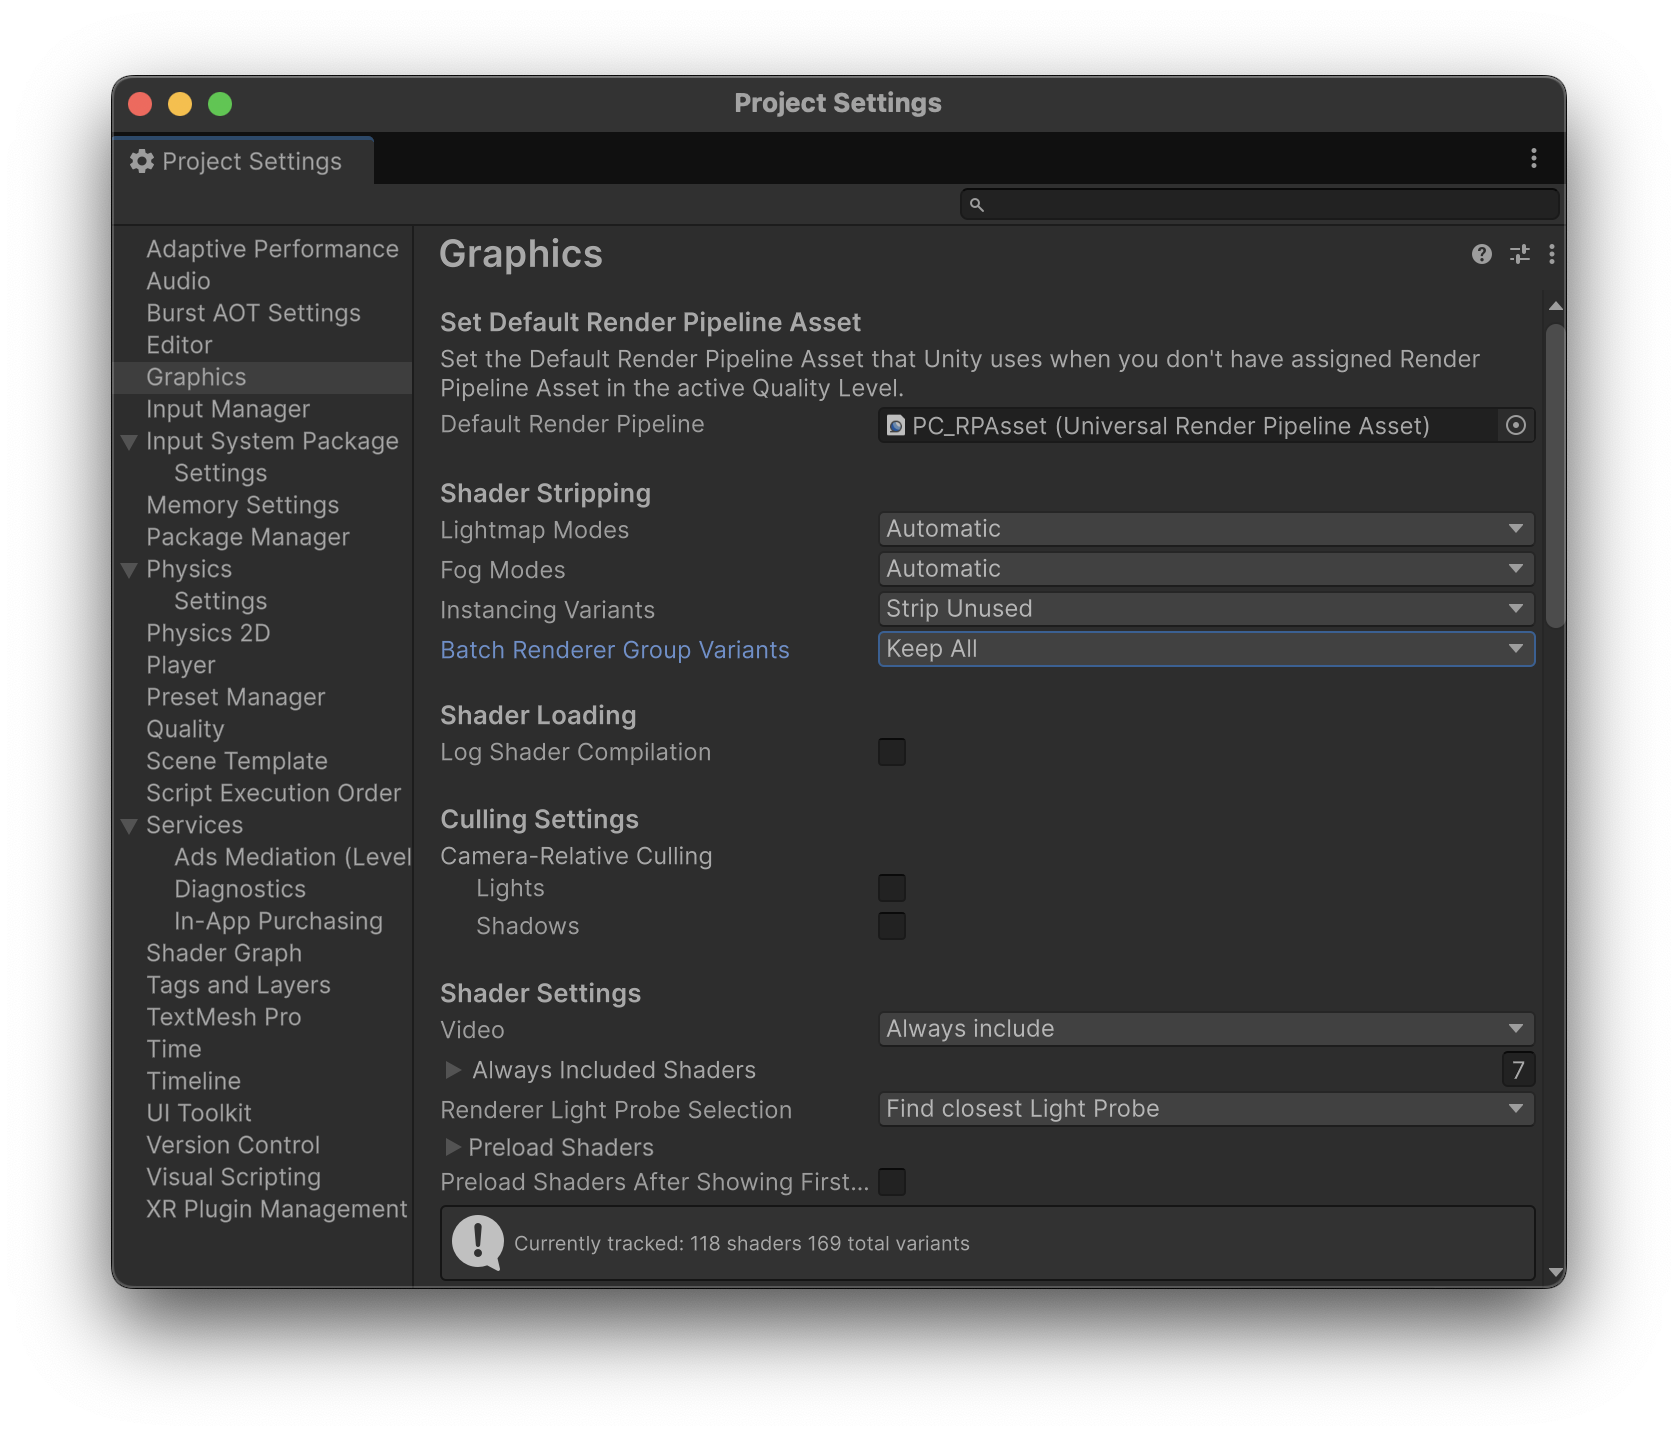 Project Settings
Project Settings
Adaptive Performance
Audio
Burst AOT Settings
Editor
Graphics
Input Manager
Input System Package
Settings
Memory Settings
Package Manager
Physics
Settings
Physics 2D
Player
Preset Manager
Quality
Scene Template
Script Execution Order
Services
Ads Mediation (Level
Diagnostics
In-App Purchasing
Shader Graph
Tags and Layers
TextMesh Pro
Time
Timeline
UI Toolkit
Version Control
Visual Scripting
XR Plugin Management
Graphics
Set Default Render Pipeline Asset
Set the Default Render Pipeline Asset that Unity uses when you don't have assigned Render
Pipeline Asset in the active Quality Level.
Default Render Pipeline PC_RPAsset (Universal Render Pipeline Asset)
Shader Stripping
Lightmap Modes Automatic
Fog Modes Automatic
Instancing Variants Strip Unused
Batch Renderer Group Variants Keep All
Shader Loading
Log Shader Compilation
Culling Settings
Camera-Relative Culling
Lights
Shadows
Shader Settings
Video Always include
Always Included Shaders 7
Renderer Light Probe Selection Find closest Light Probe
Preload Shaders
Preload Shaders After Showing First...
Currently tracked: 118 shaders 169 total variants